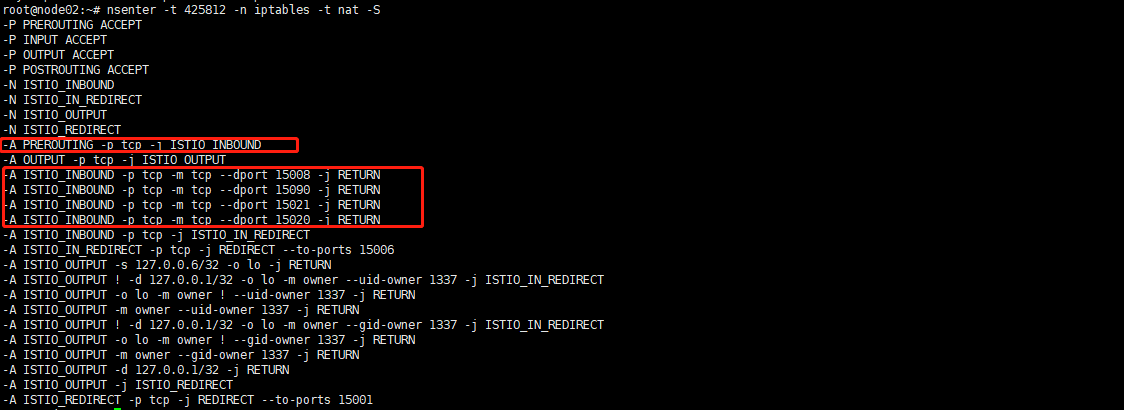 root@node02:~# nsenter -t 425812 -n iptables -t nat -S
-P PREROUTING ACCEPT
-P INPUT ACCEPT
-P OUTPUT ACCEPT
-P POSTROUTING ACCEPT
-N ISTIO_INBOUND
-N ISTIO_IN_REDIRECT
-N ISTIO_OUTPUT
-N ISTIO_REDIRECT
-A PREROUTING -p tcp -j ISTIO_INBOUND
-A OUTPUT -p tcp -j ISTIO_OUTPUT
-A ISTIO_INBOUND -p tcp -m tcp --dport 15008 -j RETURN
-A ISTIO_INBOUND -p tcp -m tcp --dport 15090 -j RETURN
-A ISTIO_INBOUND -p tcp -m tcp --dport 15021 -j RETURN
-A ISTIO_INBOUND -p tcp -m tcp --dport 15020 -j RETURN
-A ISTIO_INBOUND -p tcp -j ISTIO_IN_REDIRECT
-A ISTIO_IN_REDIRECT -p tcp -j REDIRECT --to-ports 15006
-A ISTIO_OUTPUT -s 127.0.0.6/32 -o lo -j RETURN
-A ISTIO_OUTPUT ! -d 127.0.0.1/32 -o lo -m owner --uid-owner 1337 -j ISTIO_IN_REDIRECT
-A ISTIO_OUTPUT -o lo -m owner ! --uid-owner 1337 -j RETURN
-A ISTIO_OUTPUT -m owner --uid-owner 1337 -j RETURN
-A ISTIO_OUTPUT ! -d 127.0.0.1/32 -o lo -m owner --gid-owner 1337 -j ISTIO_IN_REDIRECT
-A ISTIO_OUTPUT -o lo -m owner ! --gid-owner 1337 -j RETURN
-A ISTIO_OUTPUT -m owner --gid-owner 1337 -j RETURN
-A ISTIO_OUTPUT -d 127.0.0.1/32 -j RETURN
-A ISTIO_OUTPUT -j ISTIO_REDIRECT
-A ISTIO_REDIRECT -p tcp -j REDIRECT --to-ports 15001